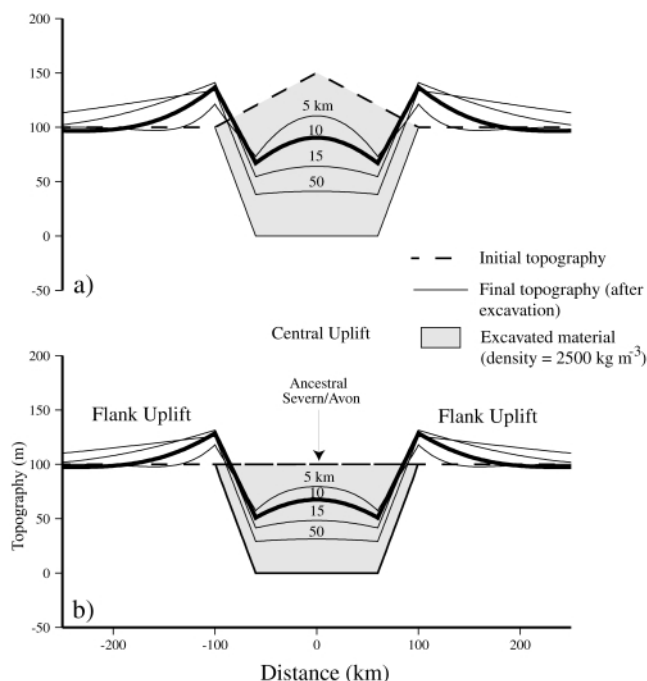 200
150
100
50
0
-50
5 km
10
15
50
a)
Initial topography
Final topography (after
excavation)
Excavated material
(density = 2500 kg m-3)
Central Uplift
200
150
100
50
0
-50
Topography (m)
Flank Uplift
Ancestral
Severn/Avon
Flank Uplift
5 km
10
15
50
b)
-200
-100
0
100
200
Distance (km)